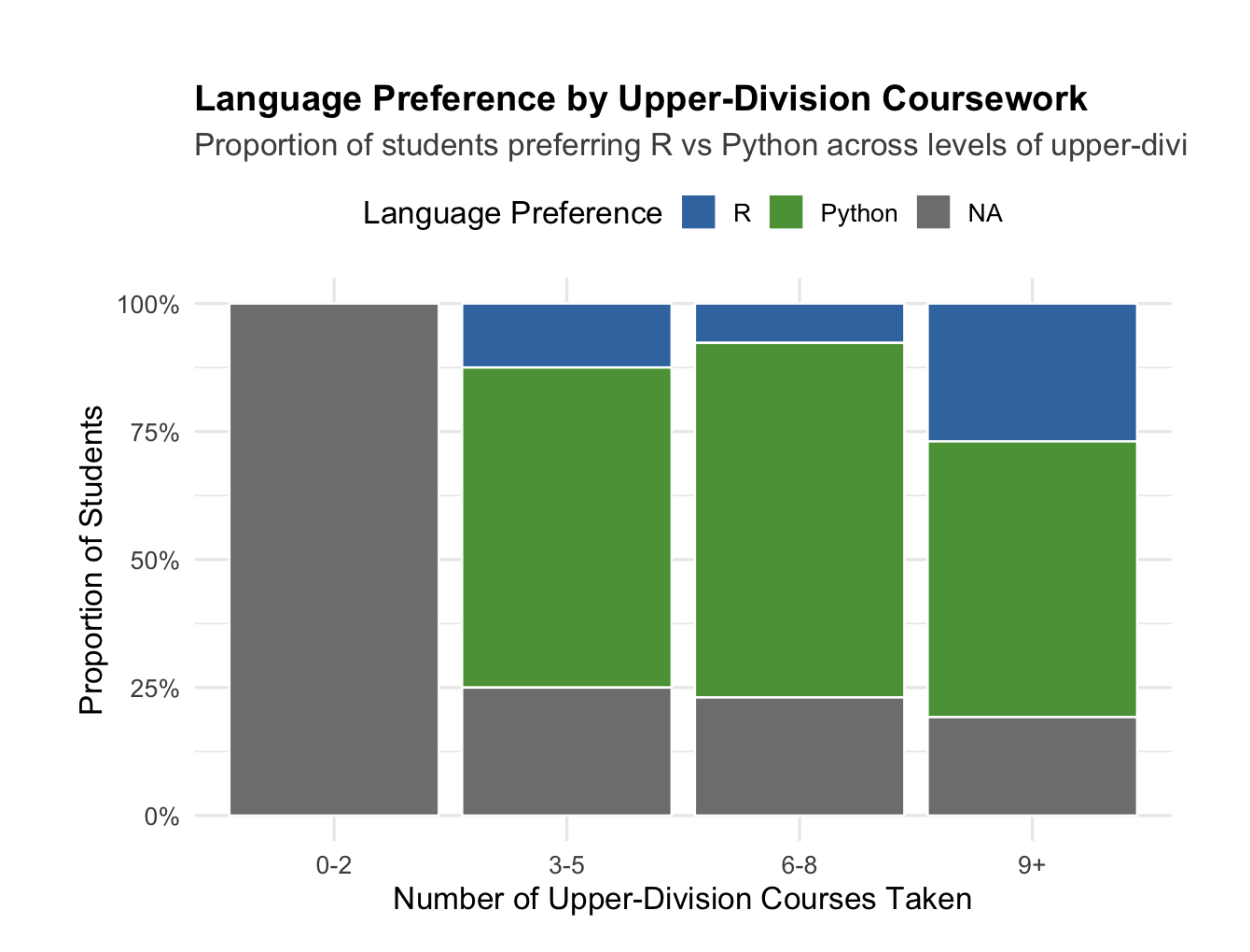 Language Preference by Upper-Division Coursework
Proportion of students preferring R vs Python across levels of upper-divi
Language Preference R Python NA
100%
75%
50%
25%
0%
Proportion of Students
0-2 3-5 6-8 9+
Number of Upper-Division Courses Taken